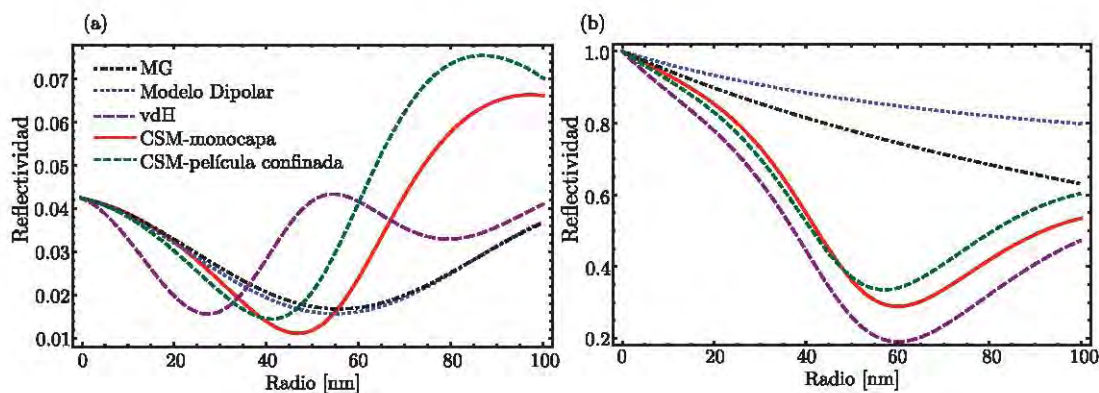 (a)
(b)
Reflectividad
0.07
0.06
0.05
0.04
0.03
0.02
0.01
MG
Modelo Dipolar
vdH
CSM-monocapa
CSM-película confinada
0
20
40
60
80
100
Radio [nm]
Reflectividad
1.0
0.8
0.6
0.4
0.2
0
20
40
60
80
100
Radio [nm]